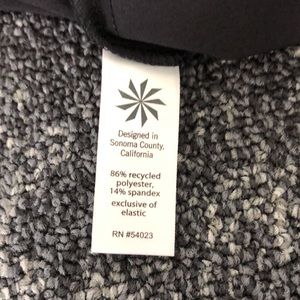 Designed in
Sonoma County,
California
86% recycled
polyester,
14% spandex
exclusive of
elastic
RN #54023